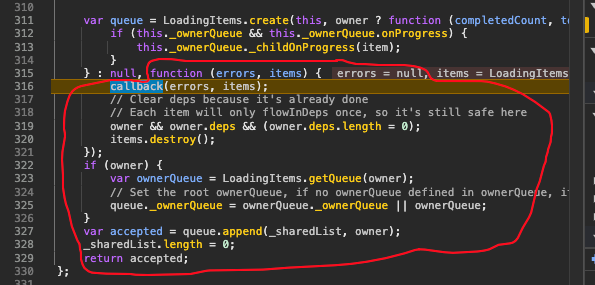 310
311 var queue = LoadingItems.create(this, owner ? function (completedCount, to
312 if (this._ownerQueue && this._ownerQueue.onProgress) {
313 this._ownerQueue._childOnProgress(item);
314 }
315 } : null, function (errors, items) { errors = null, items = LoadingItems
316 callback(errors, items);
317 // Clear deps because it's already done
318 // Each item will only flowInDeps once, so it's still safe here
319 owner && owner.deps && (owner.deps.length = 0);
320 items.destroy();
321 });
322 if (owner) {
323 var ownerQueue = LoadingItems.getQueue(owner);
324 // Set the root ownerQueue, if no ownerQueue defined in ownerQueue, i
325 queue._ownerQueue = ownerQueue._ownerQueue || ownerQueue;
326 }
327 var accepted = queue.append(_sharedList, owner);
328 _sharedList.length = 0;
329 return accepted;
330 };
331